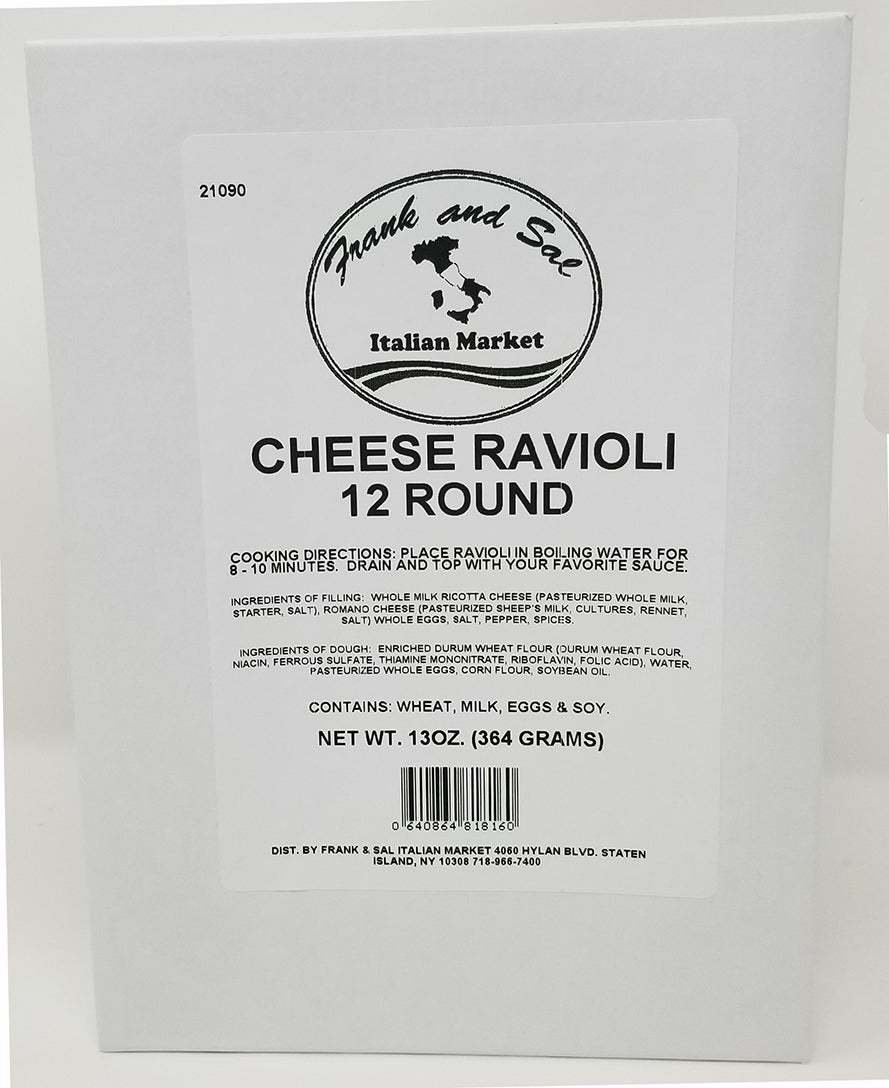 21090
Frank and Sal
Italian Market
CHEESE RAVIOLI
12 ROUND
COOKING DIRECTIONS: PLACE RAVIOLI IN BOILING WATER FOR
8 - 10 MINUTES. DRAIN AND TOP WITH YOUR FAVORITE SAUCE.
INGREDIENTS OF FILLING: WHOLE MILK RICOTTA CHEESE (PASTEURIZED WHOLE MILK,
STARTER, SALT), ROMANO CHEESE (PASTEURIZED SHEEP'S MILK, CULTURES, RENNET,
SALT) WHOLE EGGS, SALT, PEPPER, SPICES.
INGREDIENTS OF DOUGH: ENRICHED DURUM WHEAT FLOUR (DURUM WHEAT FLOUR,
NIACIN, FERROUS SULFATE, THIAMINE MONONITRATE, RIBOFLAVIN, FOLIC ACID), WATER,
PASTEURIZED WHOLE EGGS, CORN FLOUR, SOYBEAN OIL.
CONTAINS: WHEAT, MILK, EGGS & SOY.
NET WT. 13OZ. (364 GRAMS)
0 640864 818160
DIST. BY FRANK & SAL ITALIAN MARKET 4060 HYLAN BLVD. STATEN
ISLAND, NY 10308 718-966-7400